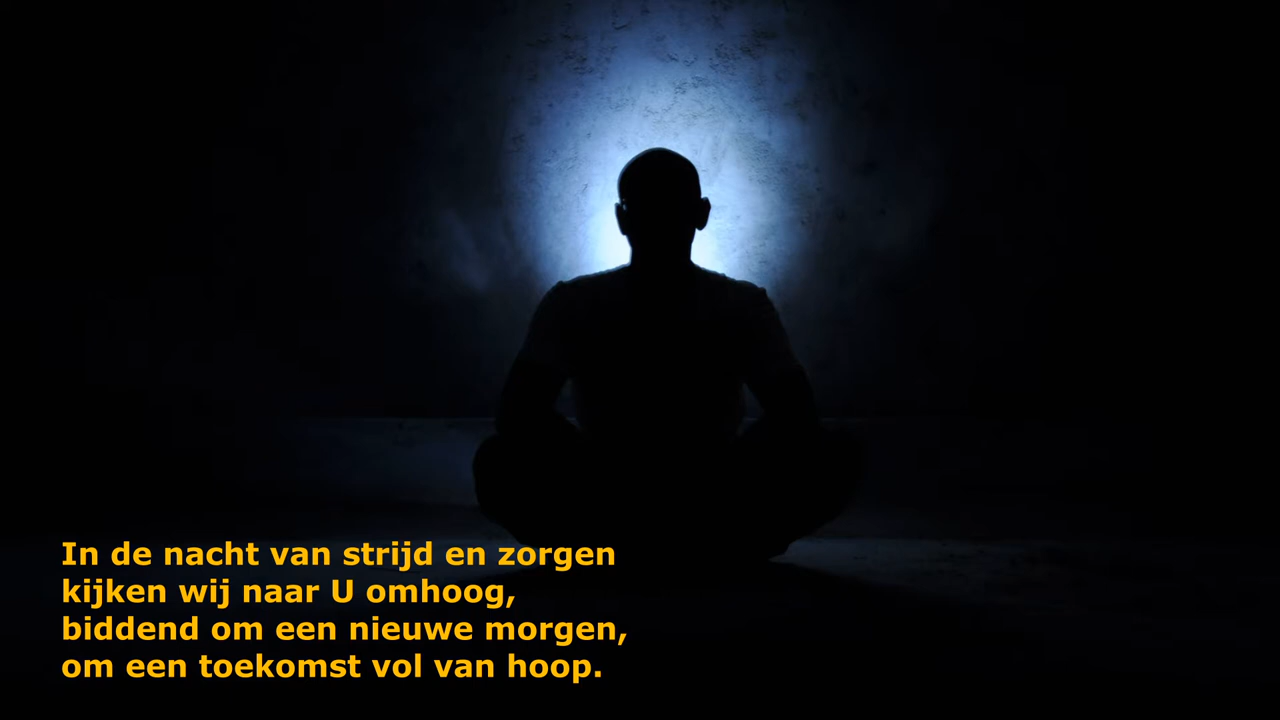 In de nacht van strijd en zorgen
kijken wij naar U omhoog,
biddend om een nieuwe morgen,
om een toekomst vol van hoop.